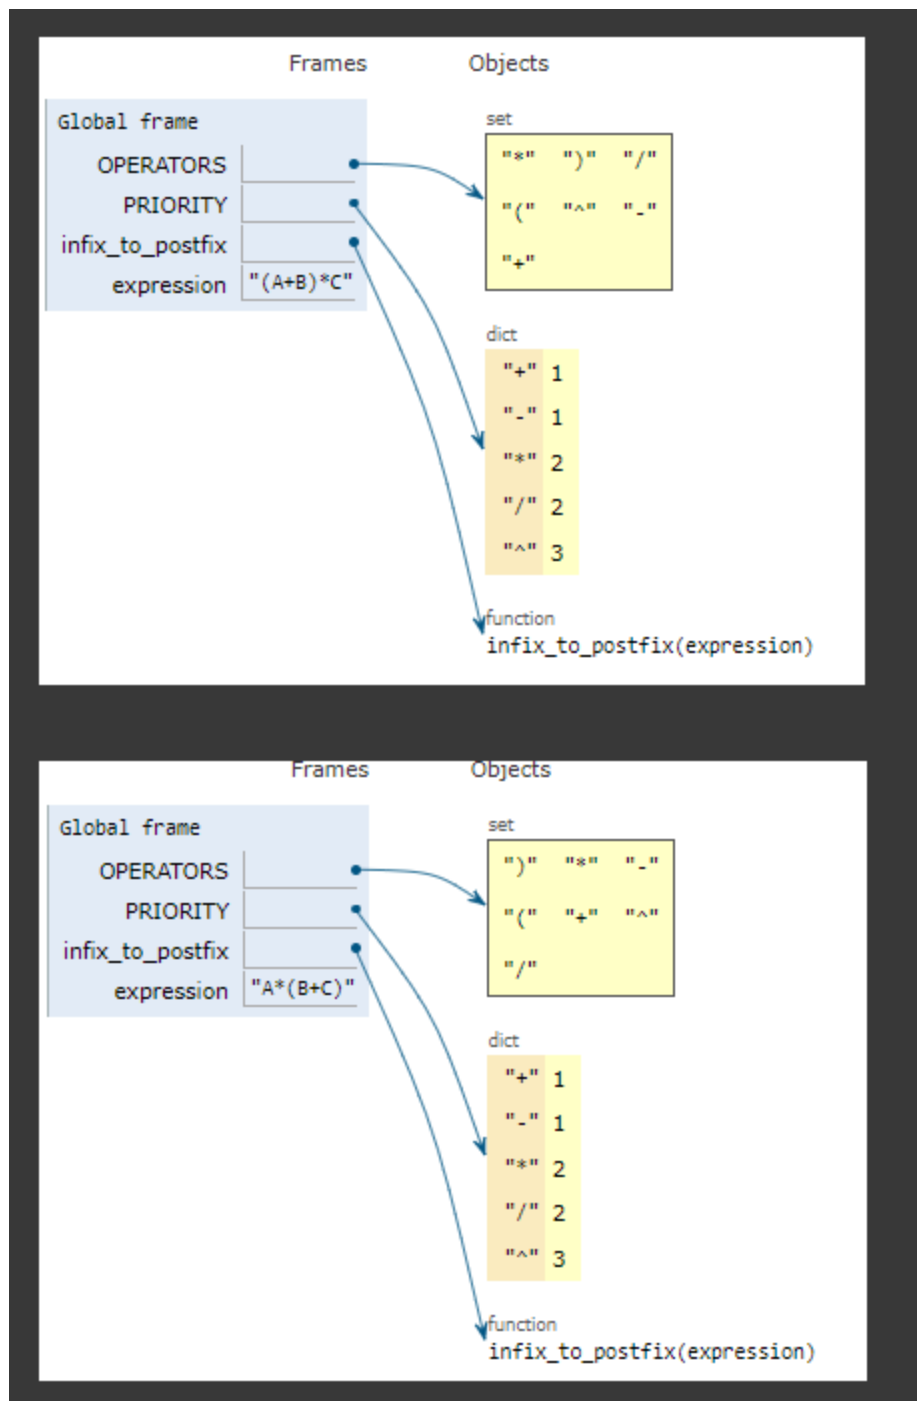 Frames Objects
Global frame
OPERATORS
PRIORITY
infix_to_postfix
expression "(A+B)*C"
set
"*" ")" "/"
"(" "^" "-"
"+"
dict
"+" 1
"-" 1
"*" 2
"/" 2
"^" 3
function
infix_to_postfix(expression)
Frames Objects
Global frame
OPERATORS
PRIORITY
infix_to_postfix
expression "A*(B+C)"
set
")" "*" "-"
"(" "+" "^"
"/"
dict
"+" 1
"-" 1
"*" 2
"/" 2
"^" 3
function
infix_to_postfix(expression)